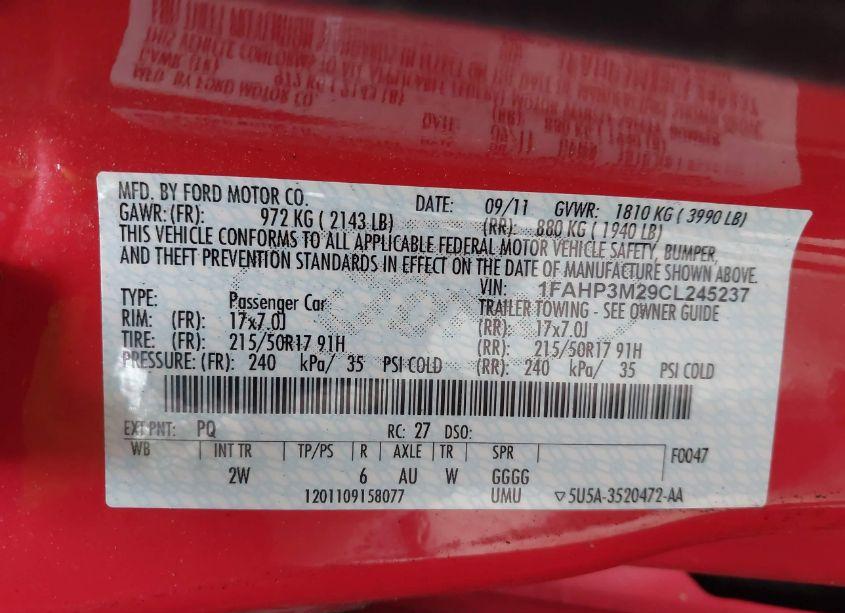 MFD. BY FORD MOTOR CO. DATE: 09/11 GVWR: 1810 KG ( 3990 LB)
GAWR: (FR): 972 KG ( 2143 LB) (RR): 880 KG ( 1940 LB)
THIS VEHICLE CONFORMS TO ALL APPLICABLE FEDERAL MOTOR VEHICLE SAFETY, BUMPER,
AND THEFT PREVENTION STANDARDS IN EFFECT ON THE DATE OF MANUFACTURE SHOWN ABOVE.
VIN: 1FAHP3M29CL245237
TYPE: Passenger Car TRAILER TOWING - SEE OWNER GUIDE
RIM: (FR): 17x7.0J (RR): 17x7.0J
TIRE: (FR): 215/50R17 91H (RR): 215/50R17 91H
PRESSURE: (FR): 240 kPa/ 35 PSI COLD (RR): 240 kPa/ 35 PSI COLD
EXT PNT: PQ RC: 27 DSO:
WB INT TR TP/PS R AXLE TR SPR F0047
2W 6 AU W GGGG
1201109158077 UMU ▽5U5A-3520472-AA